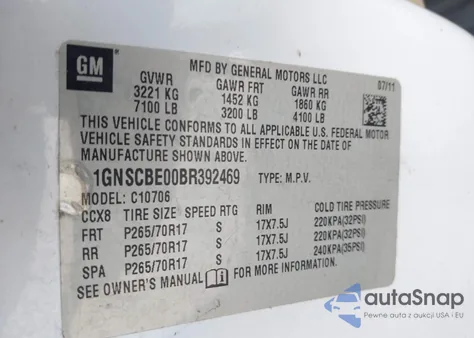 GM
MFD BY GENERAL MOTORS LLC
07/11
GVWR GAWR FRT GAWR RR
3221 KG 1452 KG 1860 KG
7100 LB 3200 LB 4100 LB
THIS VEHICLE CONFORMS TO ALL APPLICABLE U.S. FEDERAL MOTOR
VEHICLE SAFETY STANDARDS IN EFFECT ON THE DATE OF
MANUFACTURE SHOWN ABOVE.
1GNSCBE00BR392469 TYPE: M.P.V.
MODEL: C10706
CCX8 TIRE SIZE SPEED RTG RIM COLD TIRE PRESSURE
FRT P265/70R17 S 17X7.5J 220KPA(32PSI)
RR P265/70R17 S 17X7.5J 220KPA(32PSI)
SPA P265/70R17 S 17X7.5J 240KPA(35PSI)
SEE OWNER'S MANUAL FOR MORE INFORMATION.
autoSnap
Pewne auta z aukcji USA i EU